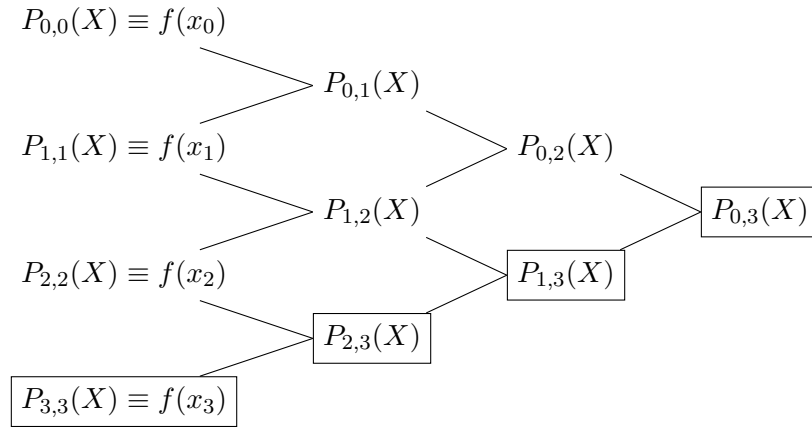 P_{0,0}(X) ≡ f(x_0)
P_{0,1}(X)
P_{1,1}(X) ≡ f(x_1)
P_{0,2}(X)
P_{1,2}(X)
P_{0,3}(X)
P_{2,2}(X) ≡ f(x_2)
P_{1,3}(X)
P_{2,3}(X)
P_{3,3}(X) ≡ f(x_3)